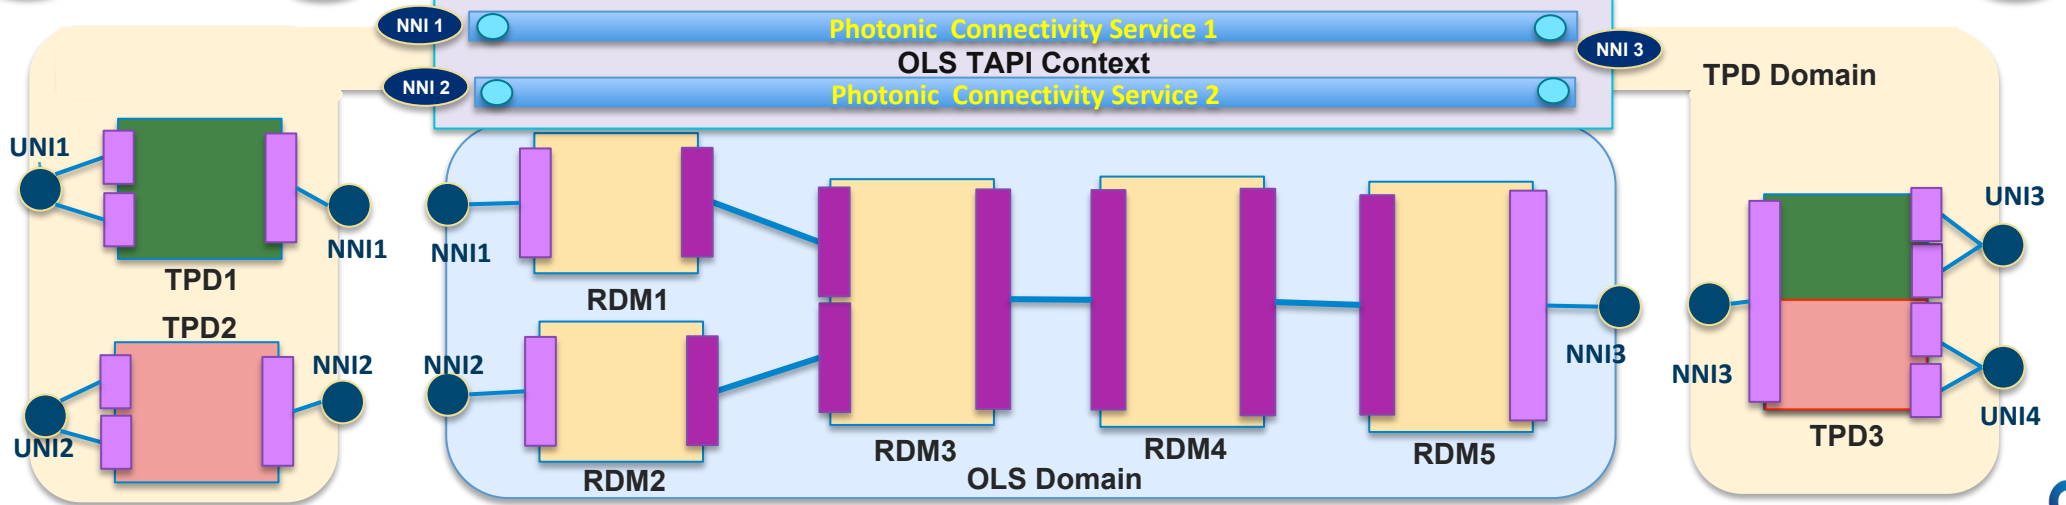 NNI 1
Photonic  Connectivity Service 1
NNI 3
OLS TAPI Context
TPD Domain
NNI 2
Photonic  Connectivity Service 2
UNI1
NNI1
TPD1
TPD2
NNI2
UNI2
NNI1
RDM1
NNI2
RDM2
RDM3
RDM4
RDM5
OLS Domain
NNI3
UNI3
NNI3
UNI4
TPD3